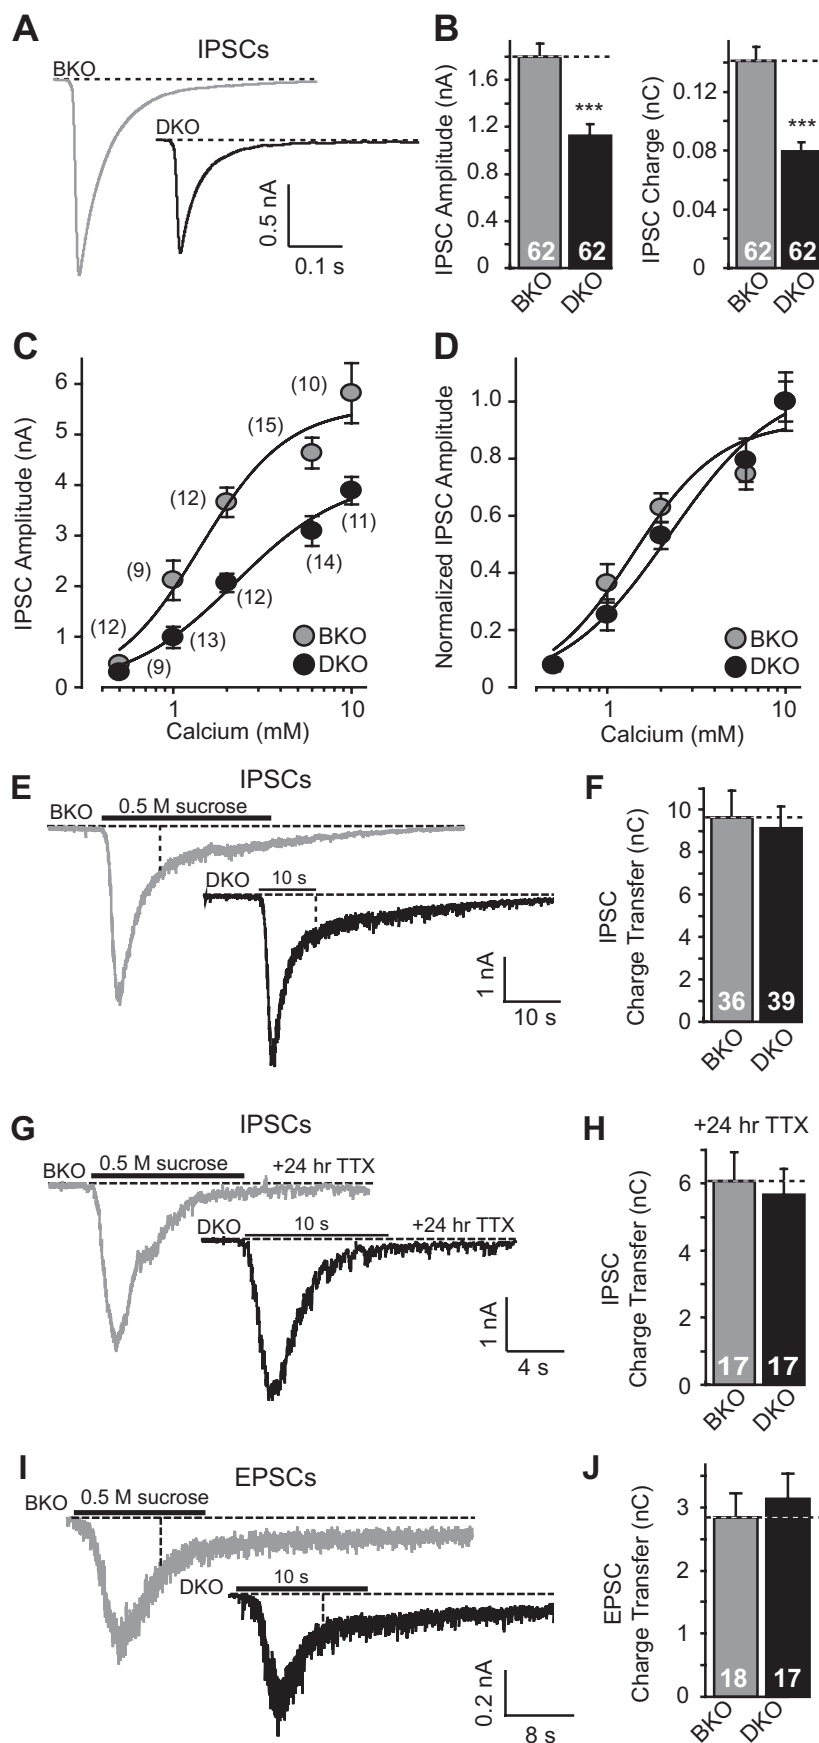 A
IPSCs
BKO
DKO
0.5 nA
0.1 s
B
IPSC Amplitude (nA)
1.6
1.2
0.8
0.4
0
***
62
62
BKO
DKO
IPSC Charge (nC)
0.12
0.08
0.04
0
***
62
62
BKO
DKO
C
IPSC Amplitude (nA)
6
5
4
3
2
1
0
(10)
(15)
(12)
(9)
(12)
(11)
(14)
(12)
(13)
(9)
BKO
DKO
1
10
Calcium (mM)
D
Normalized IPSC Amplitude
1.0
0.8
0.6
0.4
0.2
0
BKO
DKO
1
10
Calcium (mM)
E
IPSCs
BKO
0.5 M sucrose
DKO
10 s
1 nA
10 s
F
IPSC
Charge Transfer (nC)
10
8
6
4
2
0
36
39
BKO
DKO
G
IPSCs
BKO
0.5 M sucrose
+24 hr TTX
DKO
10 s
+24 hr TTX
1 nA
4 s
H
+24 hr TTX
IPSC
Charge Transfer (nC)
6
4
2
0
17
17
BKO
DKO
I
EPSCs
BKO
0.5 M sucrose
DKO
10 s
0.2 nA
8 s
J
EPSC
Charge Transfer (nC)
3
2
1
0
18
17
BKO
DKO